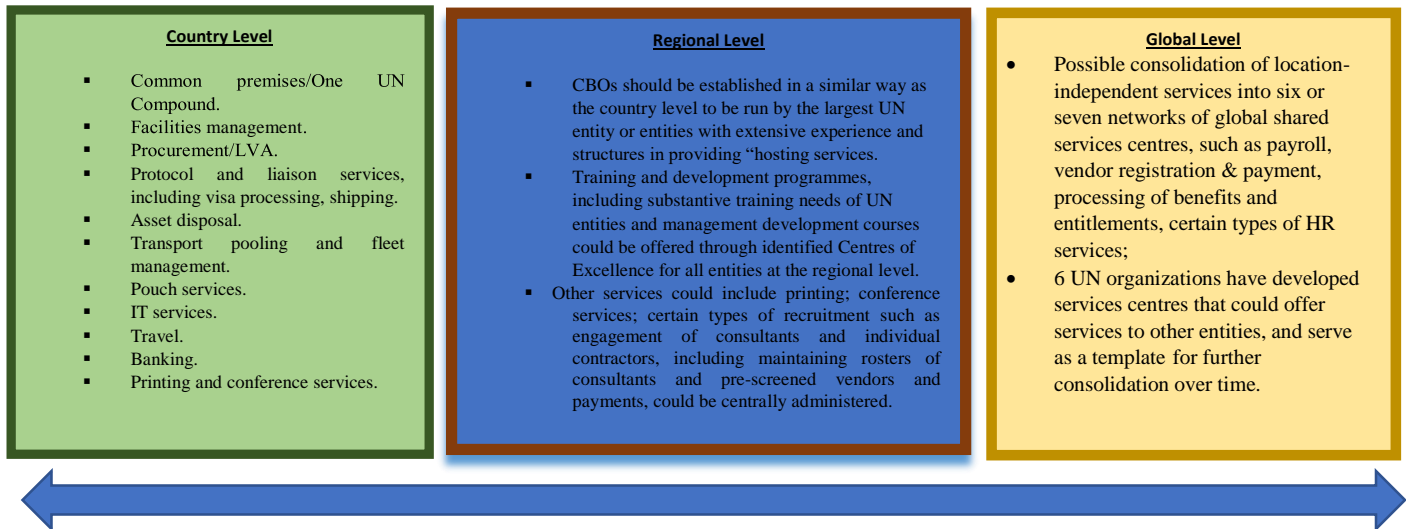 Country Level
▪ Common premises/One UN
Compound.
▪ Facilities management.
▪ Procurement/LVA.
▪ Protocol and liaison services,
including visa processing, shipping.
▪ Asset disposal.
▪ Transport pooling and fleet
management.
▪ Pouch services.
▪ IT services.
▪ Travel.
▪ Banking.
▪ Printing and conference services.
Regional Level
▪ CBOs should be established in a similar way as
the country level to be run by the largest UN
entity or entities with extensive experience and
structures in providing “hosting services.
▪ Training and development programmes,
including substantive training needs of UN
entities and management development courses
could be offered through identified Centres of
Excellence for all entities at the regional level.
▪ Other services could include printing; conference
services; certain types of recruitment such as
engagement of consultants and individual
contractors, including maintaining rosters of
consultants and pre-screened vendors and
payments, could be centrally administered.
Global Level
• Possible consolidation of location-
independent services into six or
seven networks of global shared
services centres, such as payroll,
vendor registration & payment,
processing of benefits and
entitlements, certain types of HR
services;
• 6 UN organizations have developed
services centres that could offer
services to other entities, and serve
as a template for further
consolidation over time.